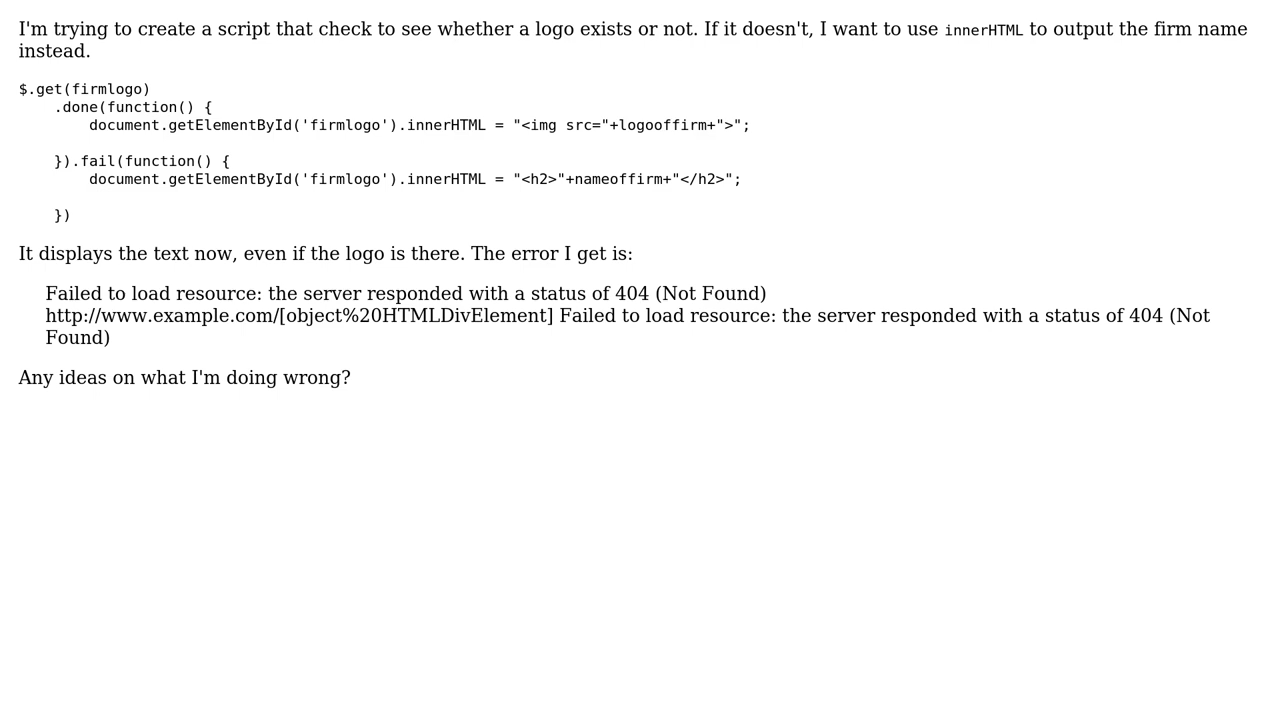 I'm trying to create a script that check to see whether a logo exists or not. If it doesn't, I want to use innerHTML to output the firm name
instead.
$.get(firmlogo)
    .done(function() {
        document.getElementById('firmlogo').innerHTML = "<img src="+logooffirm+">";
    }).fail(function() {
        document.getElementById('firmlogo').innerHTML = "<h2>"+nameoffirm+"</h2>";
    })
It displays the text now, even if the logo is there. The error I get is:
Failed to load resource: the server responded with a status of 404 (Not Found)
http://www.example.com/[object%20HTMLDivElement] Failed to load resource: the server responded with a status of 404 (Not
Found)
Any ideas on what I'm doing wrong?